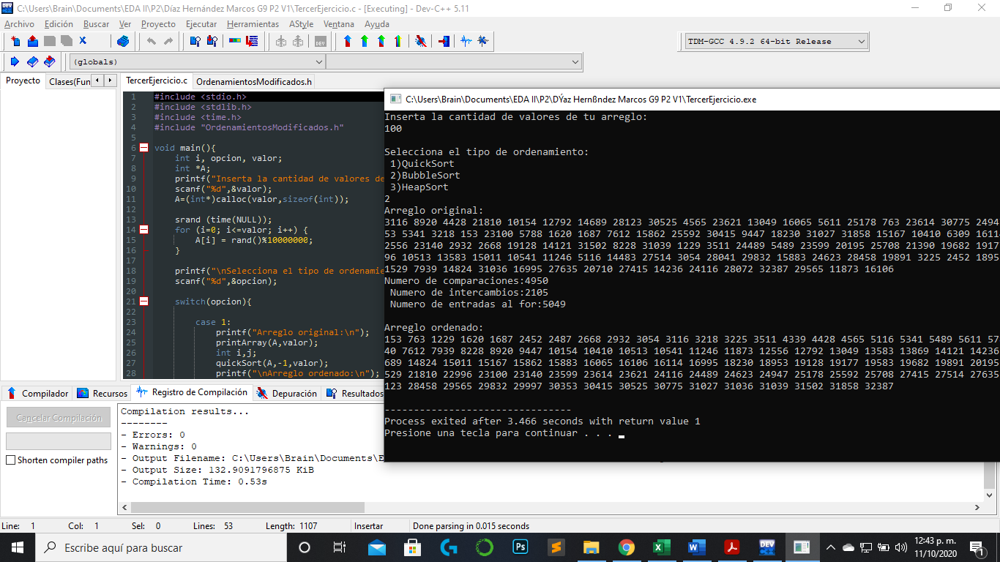 C:\Users\Brain\Documents\EDA II\P2\Díaz Hernández Marcos G9 P2 V1\TercerEjercicio.c - [Executing] - Dev-C++ 5.11
Archivo Edición Buscar Ver Proyecto Ejecutar Herramientas AStyle Ventana Ayuda
TDM-GCC 4.9.2 64-bit Release
(globals)
Proyecto Clases(Fun TercerEjercicio.c OrdenamientosModificados.h
1 #include <stdio.h>
2 #include <stdlib.h>
3 #include <time.h>
4 #include "OrdenamientosModificados.h"
5
6 void main(){
7 int i, opcion, valor;
8 int *A;
9 printf("Inserta la cantidad de valores de
10 scanf("%d",&valor);
11 A=(int*)calloc(valor,sizeof(int));
12
13 srand (time(NULL));
14 for (i=0; i<=valor; i++) {
15 A[i] = rand()%10000000;
16 }
17
18 printf("\nSelecciona el tipo de ordenamie
19 scanf("%d",&opcion);
20
21 switch(opcion){
22
23 case 1:
24 printf("Arreglo original:\n");
25 printArray(A,valor);
26 int i,j;
27 quickSort(A,-1,valor);
28 printf("\nArreglo ordenado:\n");
C:\Users\Brain\Documents\EDA II\P2\DÝaz Hernßndez Marcos G9 P2 V1\TercerEjercicio.exe
Inserta la cantidad de valores de tu arreglo:
100
Selecciona el tipo de ordenamiento:
1)QuickSort
2)BubbleSort
3)HeapSort
2
Arreglo original:
3116 8920 4428 21810 10154 12792 14689 28123 30525 4565 23621 13049 16065 5611 25178 763 23614 30775 2494
53 5341 3218 153 23100 5788 1620 1687 7612 15862 25592 30415 9447 18230 31027 31858 15167 10410 6309 1611
2556 23140 2932 2668 19128 14121 31502 8228 31039 1229 3511 24489 5489 23599 20195 25708 21390 19682 1917
96 10513 13583 15011 10541 11246 5116 14483 27514 3054 28041 29832 15883 24623 28458 19891 3225 2452 1895
1529 7939 14824 31036 16995 27635 20710 27415 14236 24116 28072 32387 29565 11873 16106
Numero de comparaciones:4950
Numero de intercambios:2105
Numero de entradas al for:5049
Arreglo ordenado:
153 763 1229 1620 1687 2452 2487 2668 2932 3054 3116 3218 3225 3511 4339 4428 4565 5116 5341 5489 5611 57
40 7612 7939 8228 8920 9447 10154 10410 10513 10541 11246 11873 12556 12792 13049 13583 13869 14121 14236
689 14824 15011 15167 15862 15883 16065 16106 16114 16995 18230 18953 19128 19177 19583 19682 19891 20195
529 21810 22996 23100 23140 23599 23614 23621 24116 24489 24623 24947 25178 25592 25708 27415 27514 27635
123 28458 29565 29832 29997 30353 30415 30525 30775 31027 31036 31039 31502 31858 32387
--------------------------------
Process exited after 3.466 seconds with return value 1
Presione una tecla para continuar . . .
Compilador Recursos Registro de Compilación Depuración Resultados
Cancelar Compilación
Shorten compiler paths
Compilation results...
--------
- Errors: 0
- Warnings: 0
- Output Filename: C:\Users\Brain\Documents\E
- Output Size: 132.9091796875 KiB
- Compilation Time: 0.53s
Line: 1 Col: 1 Sel: 0 Lines: 53 Length: 1107 Insertar Done parsing in 0.015 seconds
Escribe aquí para buscar
12:43 p. m.
11/10/2020